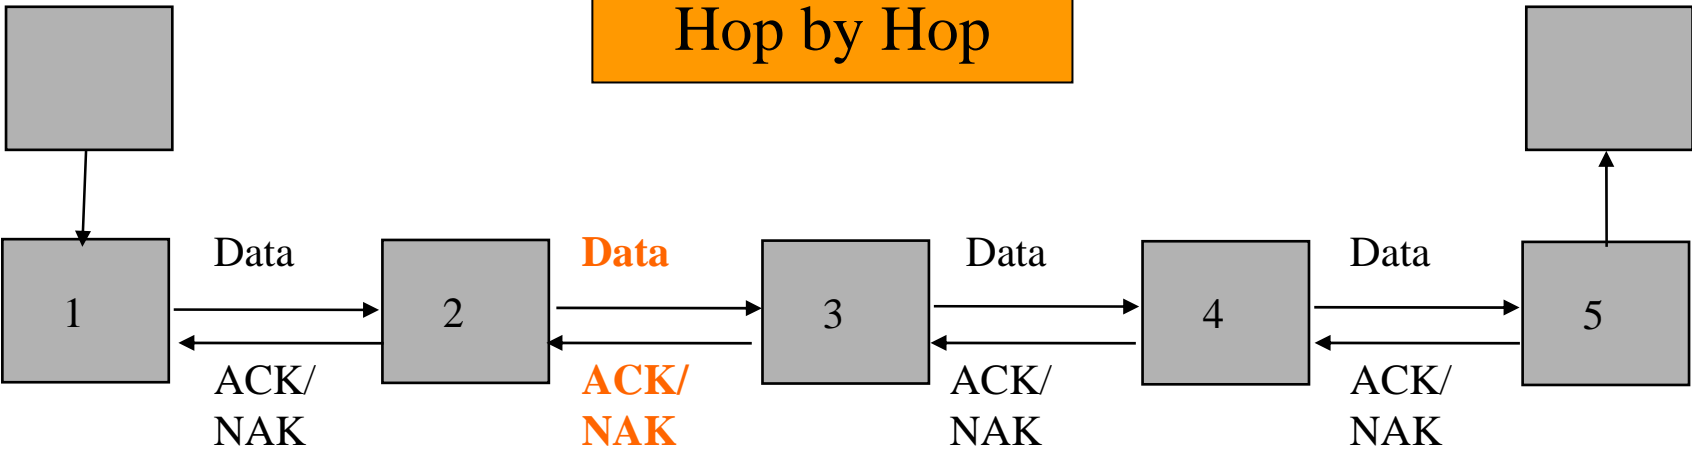 Hop by Hop
Data
Data
Data
Data
1
2
3
4
5
ACK/
NAK
ACK/
NAK
ACK/
NAK
ACK/
NAK